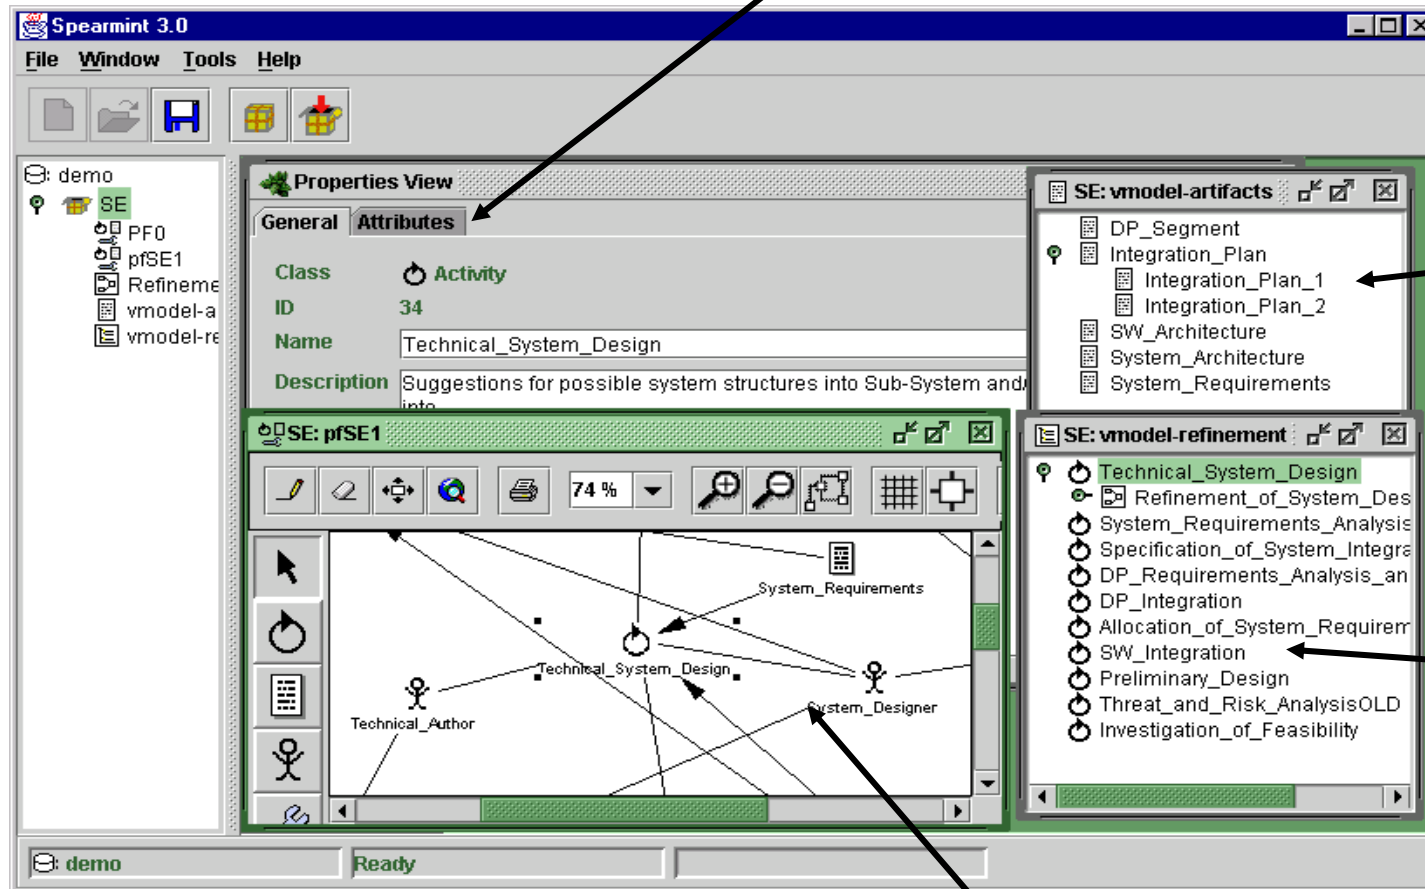 Spearmint 3.0
File Window Tools Help
demo
SE
PF0
pfSE1
Refineme
vmodel-a
vmodel-re
Properties View
General Attributes
Class Activity
ID 34
Name Technical_System_Design
Description Suggestions for possible system structures into Sub-System and/
into
SE: pfSE1
74 %
System_Requirements
Technical_System_Design
System_Designer
Technical_Author
SE: vmodel-artifacts
DP_Segment
Integration_Plan
Integration_Plan_1
Integration_Plan_2
SW_Architecture
System_Architecture
System_Requirements
SE: vmodel-refinement
Technical_System_Design
Refinement_of_System_Des
System_Requirements_Analysis
Specification_of_System_Integra
DP_Requirements_Analysis_an
DP_Integration
Allocation_of_System_Requirem
SW_Integration
Preliminary_Design
Threat_and_Risk_AnalysisOLD
Investigation_of_Feasibility
demo Ready